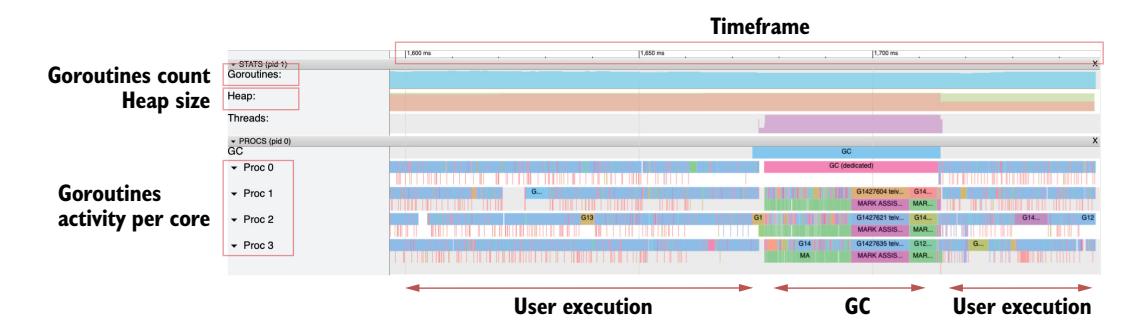 Timeframe
1,600 ms 1,650 ms 1,700 ms
STATS (pid 1) X
Goroutines count Goroutines:
Heap size Heap:
Threads:
PROCS (pid 0) X
GC GC
Proc 0 GC (dedicated)
Goroutines activity per core
Proc 1 G... G1427604 teiv... G14...
MARK ASSIS... MAR...
Proc 2 G13 G1 G1427621 teiv... G14... G14... G12
MARK ASSIS... MAR...
Proc 3 G14 G1427635 teiv... G12... G...
MA MARK ASSIS... MAR...
User execution GC User execution